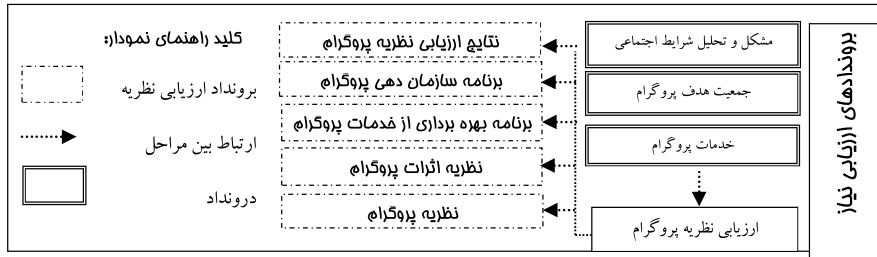 بروندادهای ارزیابی نیاز
مشکل و تحلیل شرایط اجتماعی
جمعیت هدف پروگرام
خدمات پروگرام
ارزیابی نظریه پروگرام
نتایج ارزیابی نظریه پروگرام
برنامه سازمان دهی پروگرام
برنامه بهره برداری از خدمات پروگرام
نظریه اثرات پروگرام
نظریه پروگرام
کلید راهنمای نمودار:
برونداد ارزیابی نظریه
ارتباط بین مراحل
درونداد